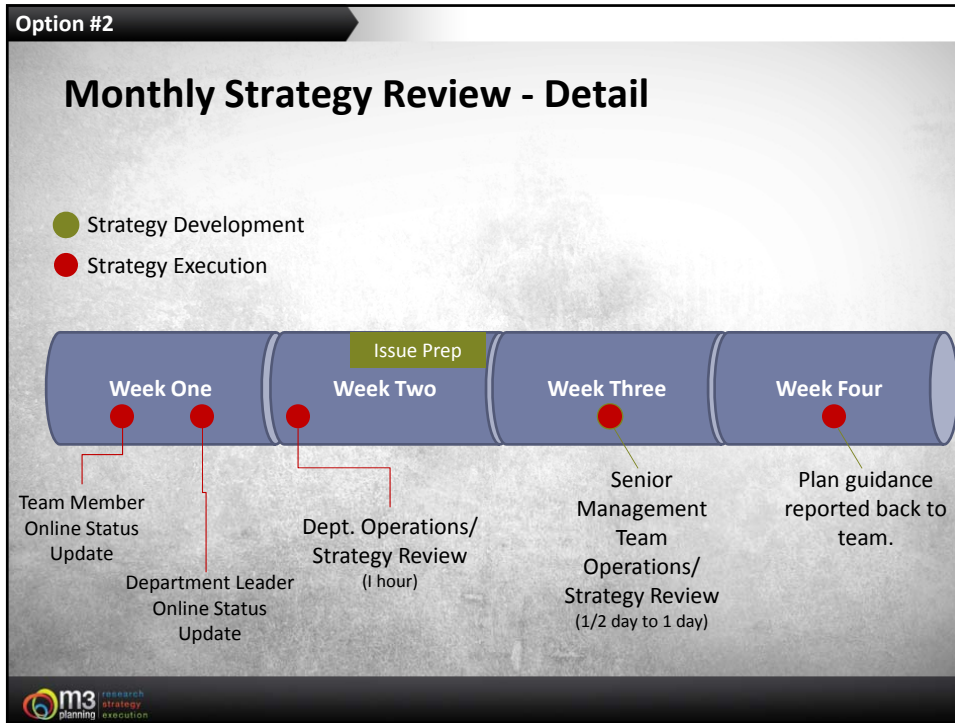 Option #2
Monthly Strategy Review - Detail
Strategy Development
Strategy Execution
Issue Prep
Week One
Week Two
Week Three
Week Four
Team Member
Online Status
Update
Department Leader
Online Status
Update
Dept. Operations/
Strategy Review
(I hour)
Senior
Management
Team
Operations/
Strategy Review
(1/2 day to 1 day)
Plan guidance
reported back to
team.
m3
planning
research
strategy
execution